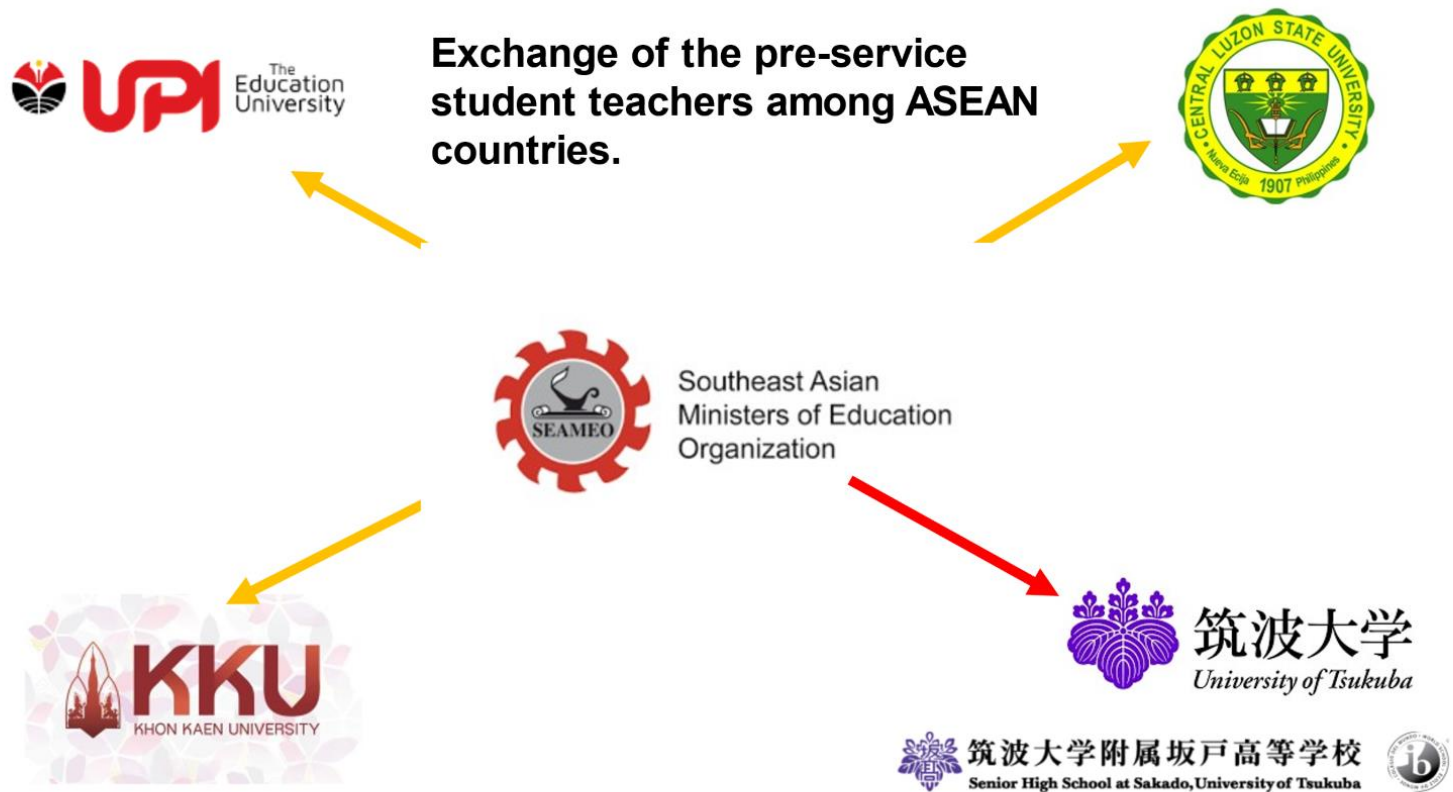 UPI
The
Education
University
Exchange of the pre-service
student teachers among ASEAN
countries.
CENTRAL LUZON STATE UNIVERSITY
Nueva Ecija 1907 Philippines
SEAMEO
Southeast Asian
Ministers of Education
Organization
KKU
KHON KAEN UNIVERSITY
筑波大学
University of Tsukuba
筑波大学附属坂戸高等学校
Senior High School at Sakado, University of Tsukuba
ib